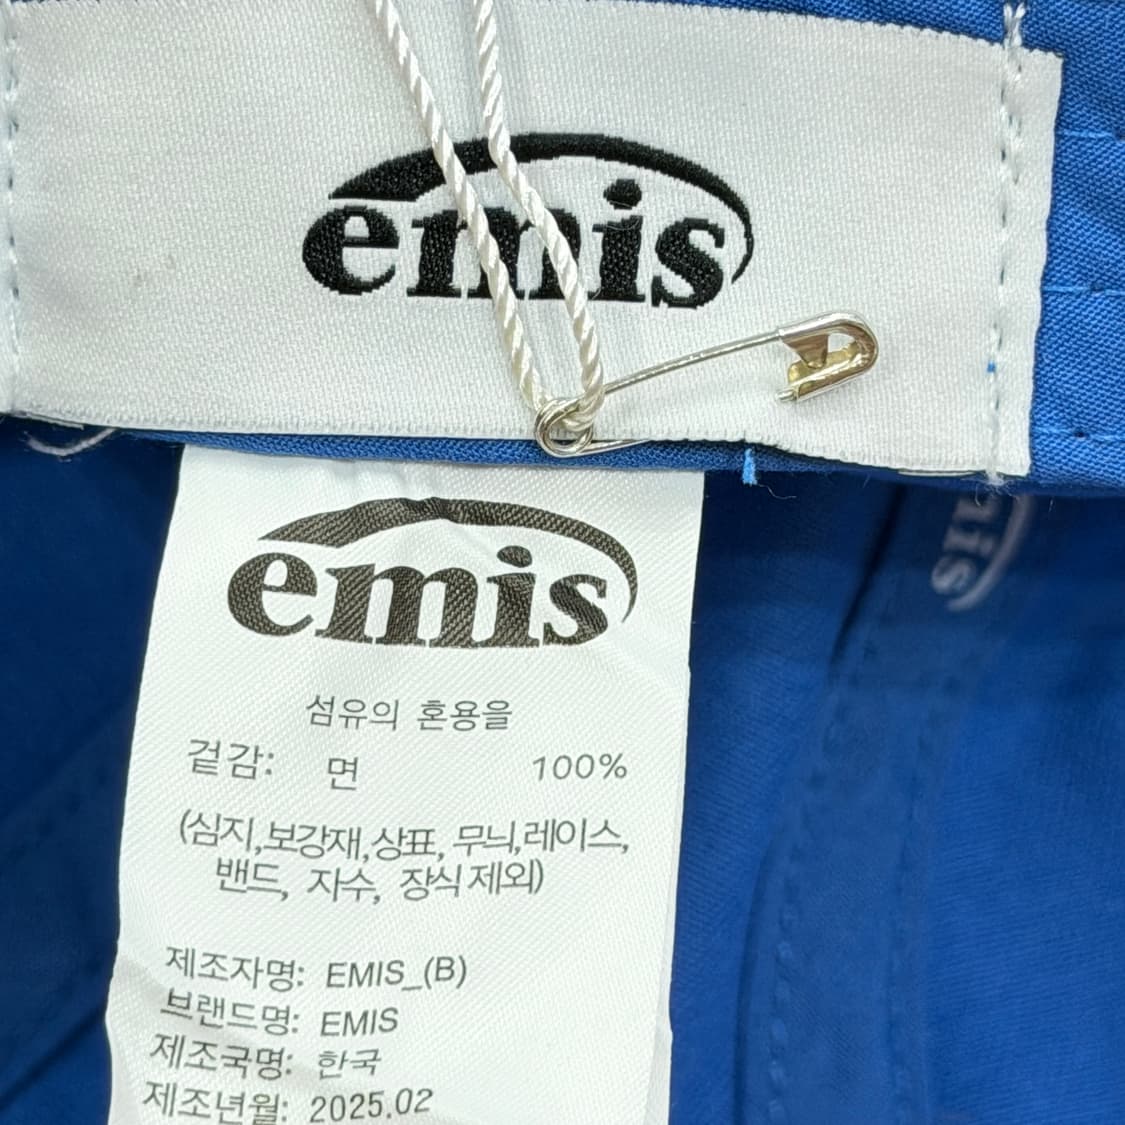 emis
emis
섬유의 혼용율
겉감: 면 100%
(심지,보강재,상표, 무늬,레이스,
밴드, 자수, 장식 제외)
제조자명: EMIS_(B)
브랜드명: EMIS
제조국명: 한국
제조년월: 2025.02
mis